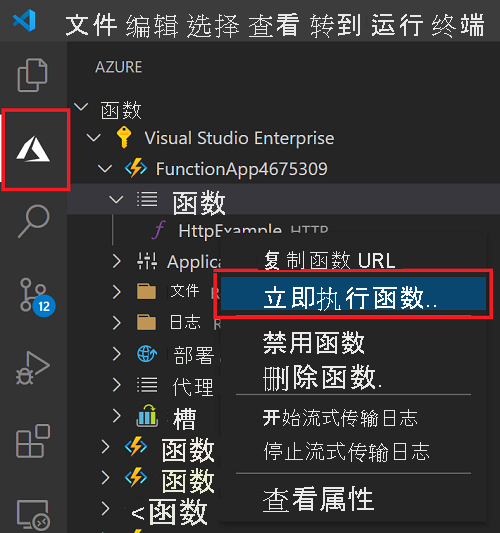 文件 编辑 选择 查看 转到 运行 终端
AZURE
函数
Visual Studio Enterprise
FunctionApp4675309
函数
HttpExample HTTP
复制函数 URL
Applica
立即执行函数..
文件 R
日志 R
禁用函数
部署
删除函数.
代理
槽
开始流式传输日志
函数
停止流式传输日志
函数
查看属性
<函数
12